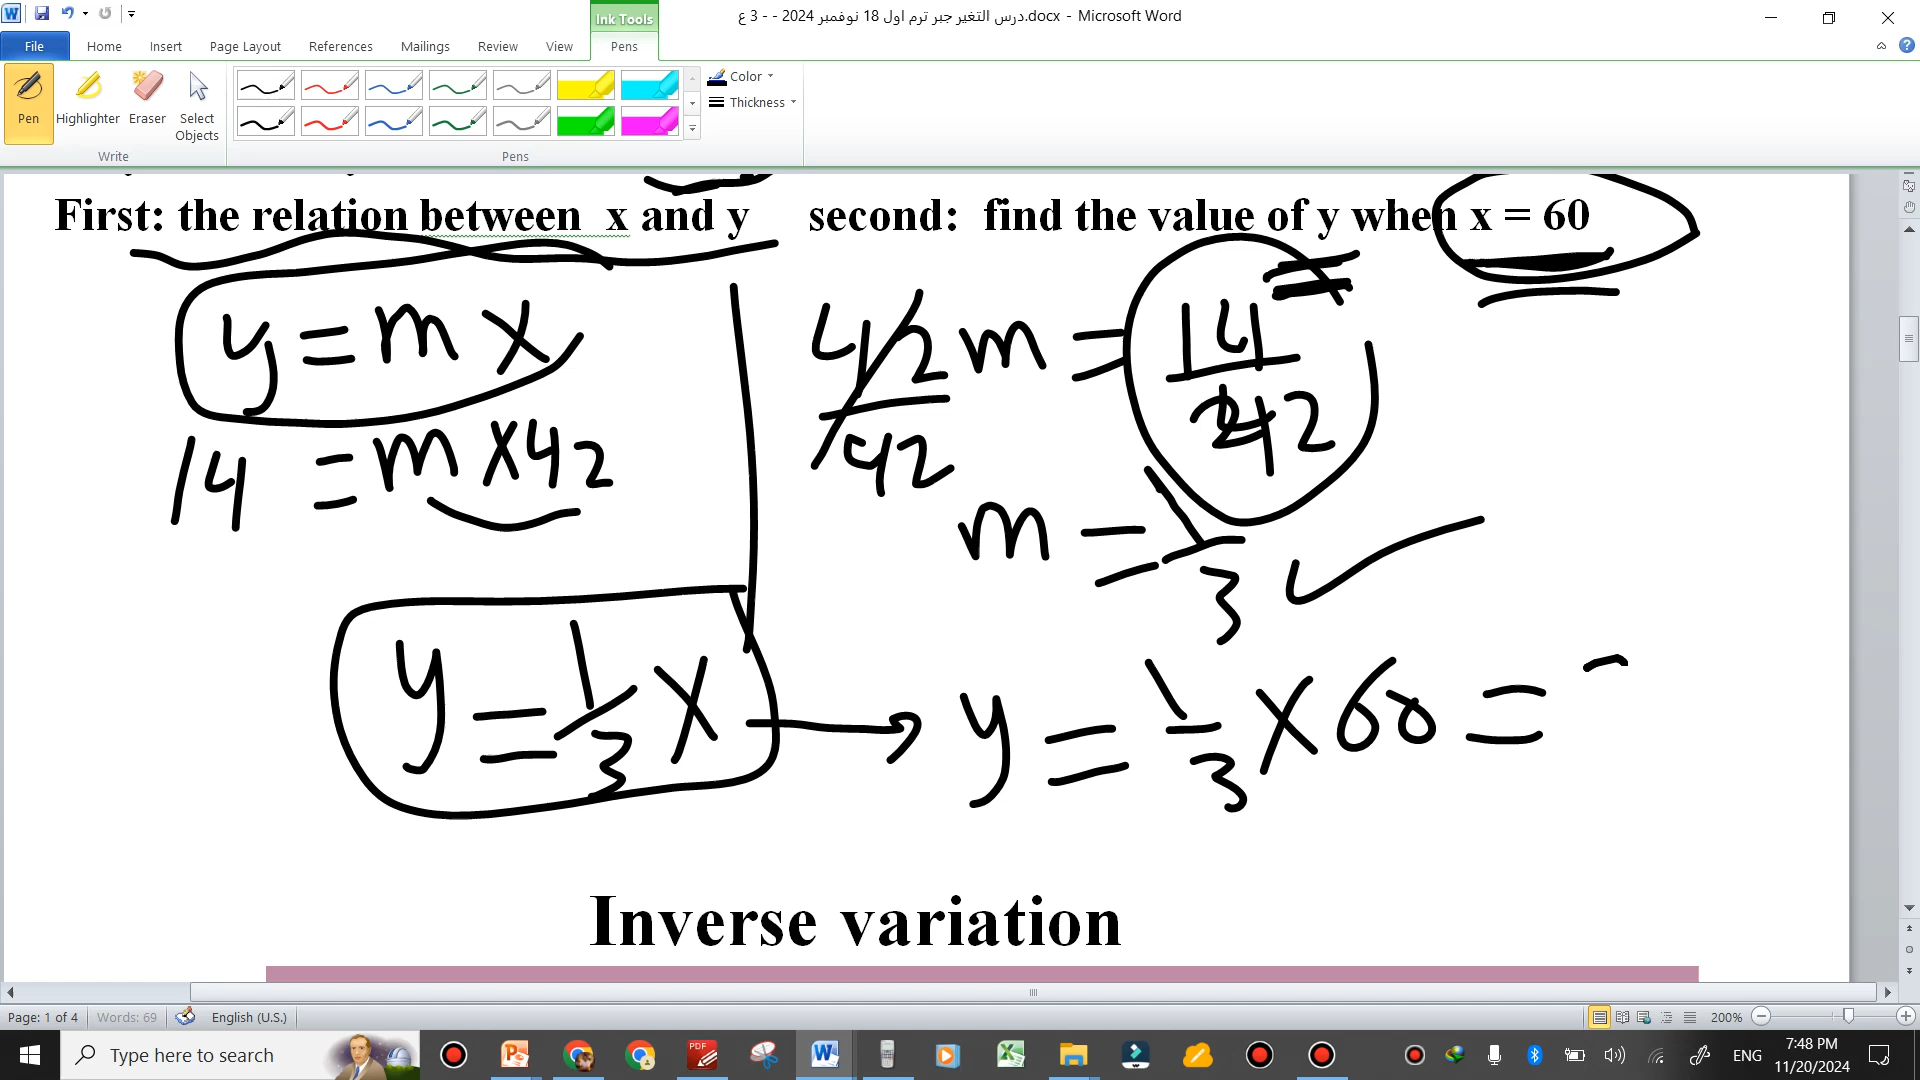 درس التغير جبر ترم اول 18 نوفمبر 2024 - - 3 ع.docx - Microsoft Word
Ink Tools
File Home Insert Page Layout References Mailings Review View Pens
Pen Highlighter Eraser Select Objects
Color
Thickness
Write Pens
First: the relation between x and y second: find the value of y when x = 60
y = m x
14 = m x 42
42 m = 14
42 42
m = 1/3
y = 1/3 x
y = 1/3 x 60 =
Inverse variation
Page: 1 of 4 Words: 69 English (U.S.) 200%
Type here to search
ENG
7:48 PM
11/20/2024